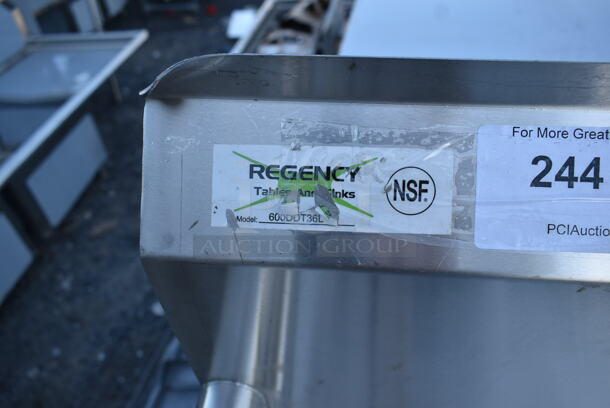 REGENCY
Tables And Sinks
Model: 600DDT36L
NSF.
AUCTION GROUP
For More Great
244
PCIAuctio